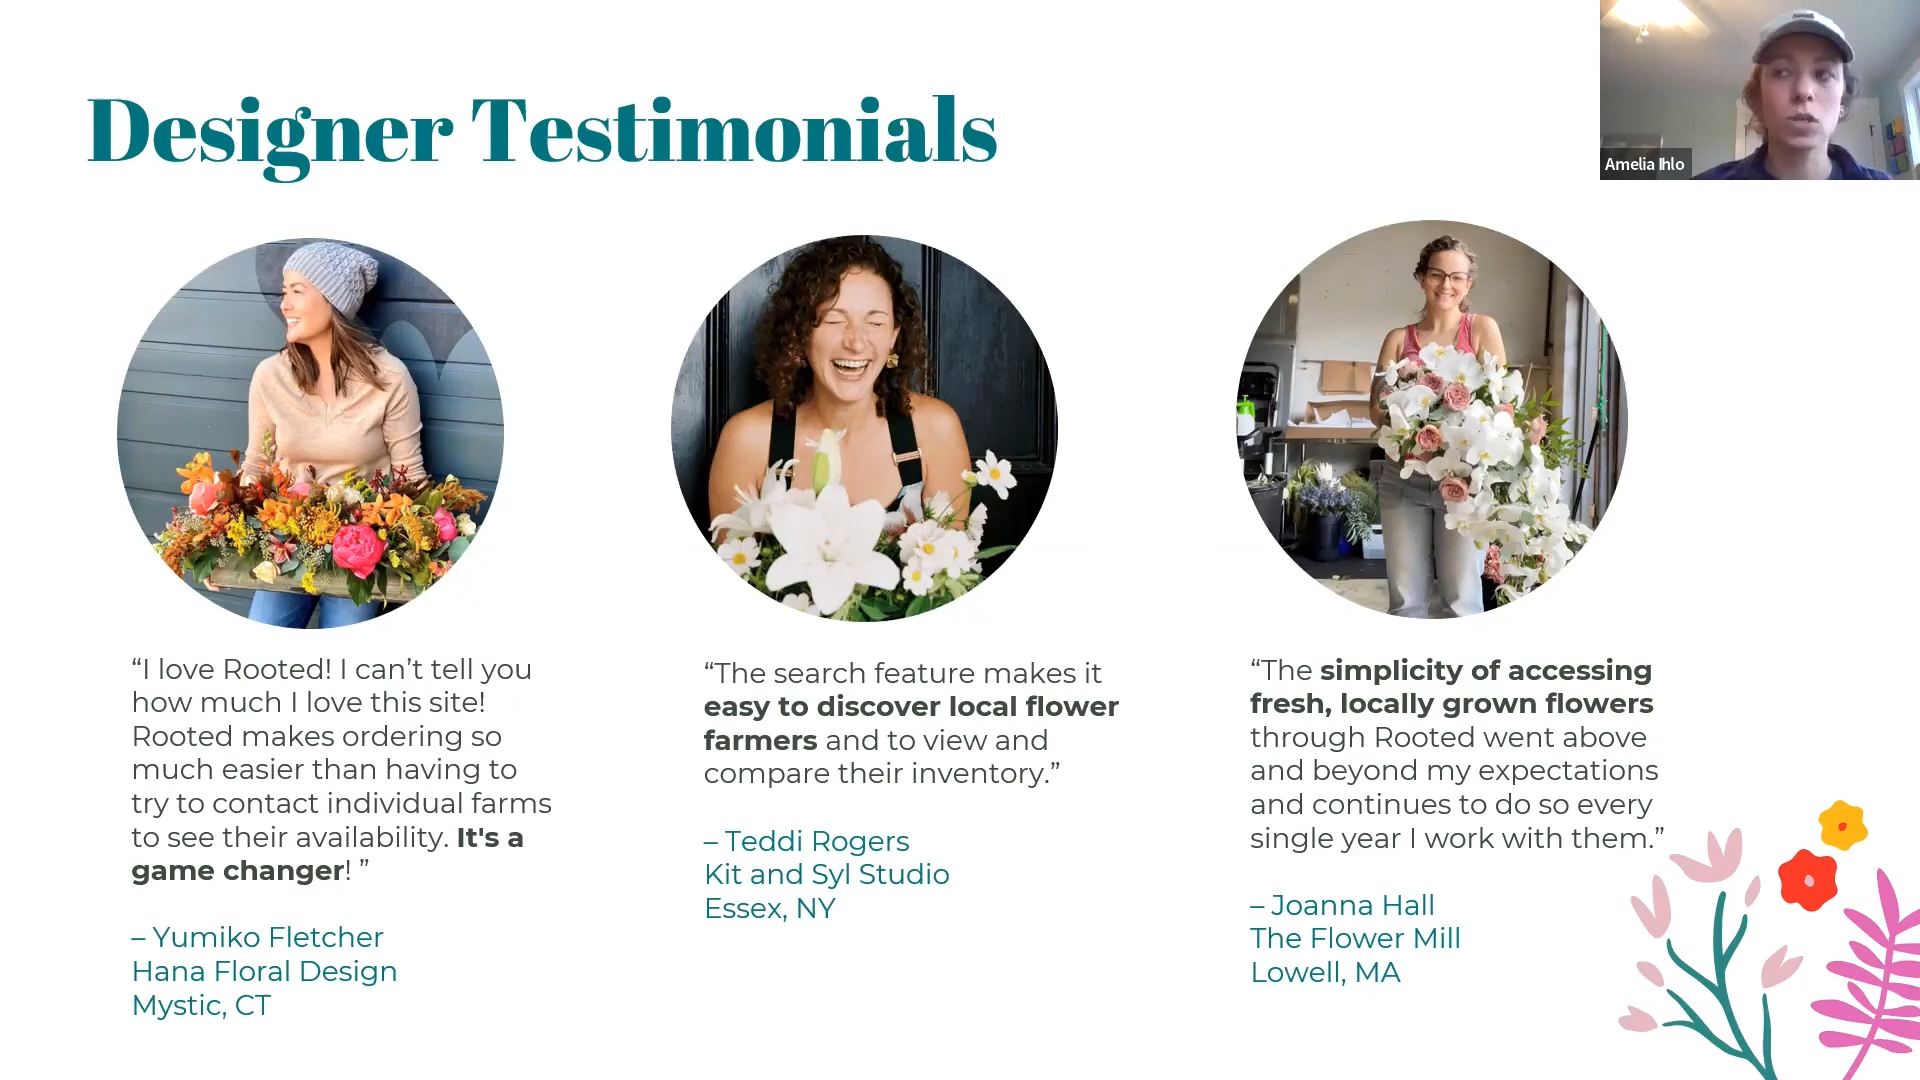 Designer Testimonials
Amelia Ihlo
“I love Rooted! I can’t tell you
how much I love this site!
Rooted makes ordering so
much easier than having to
try to contact individual farms
to see their availability. It's a
game changer! ”
– Yumiko Fletcher
Hana Floral Design
Mystic, CT
“The search feature makes it
easy to discover local flower
farmers and to view and
compare their inventory.”
– Teddi Rogers
Kit and Syl Studio
Essex, NY
“The simplicity of accessing
fresh, locally grown flowers
through Rooted went above
and beyond my expectations
and continues to do so every
single year I work with them.”
– Joanna Hall
The Flower Mill
Lowell, MA